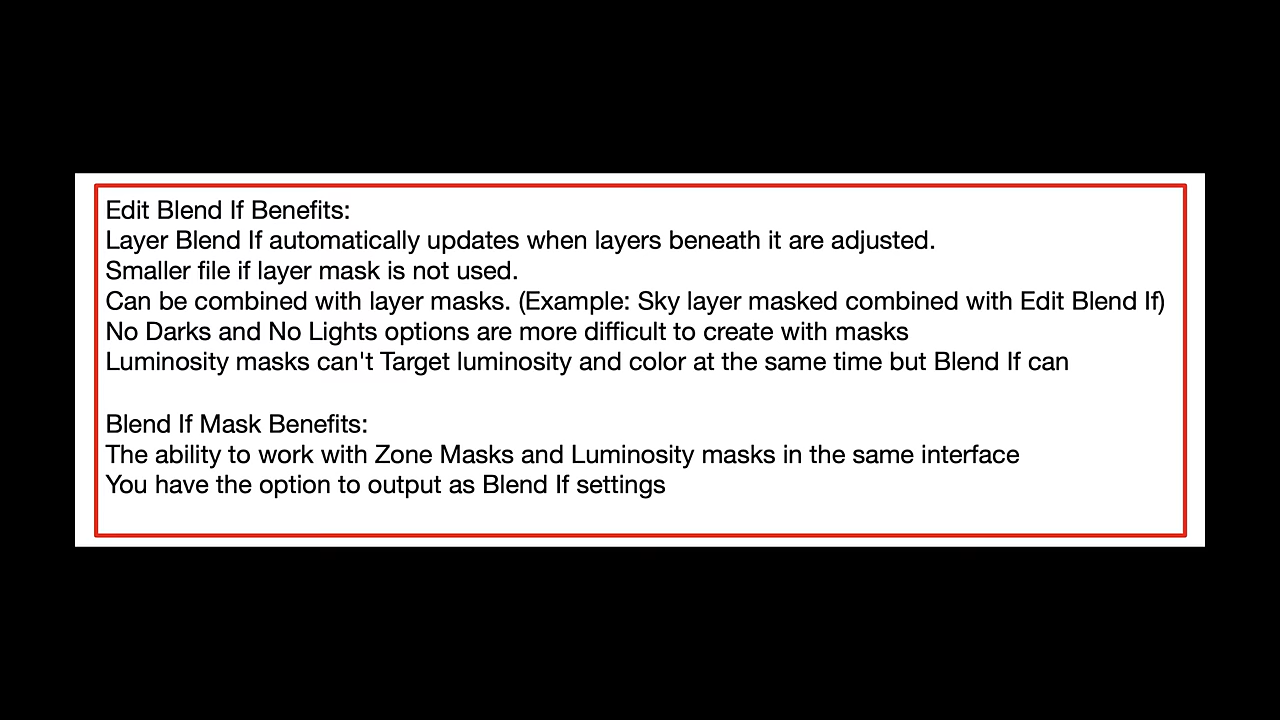 Edit Blend If Benefits:
Layer Blend If automatically updates when layers beneath it are adjusted.
Smaller file if layer mask is not used.
Can be combined with layer masks. (Example: Sky layer masked combined with Edit Blend If)
No Darks and No Lights options are more difficult to create with masks
Luminosity masks can't Target luminosity and color at the same time but Blend If can

Blend If Mask Benefits:
The ability to work with Zone Masks and Luminosity masks in the same interface
You have the option to output as Blend If settings